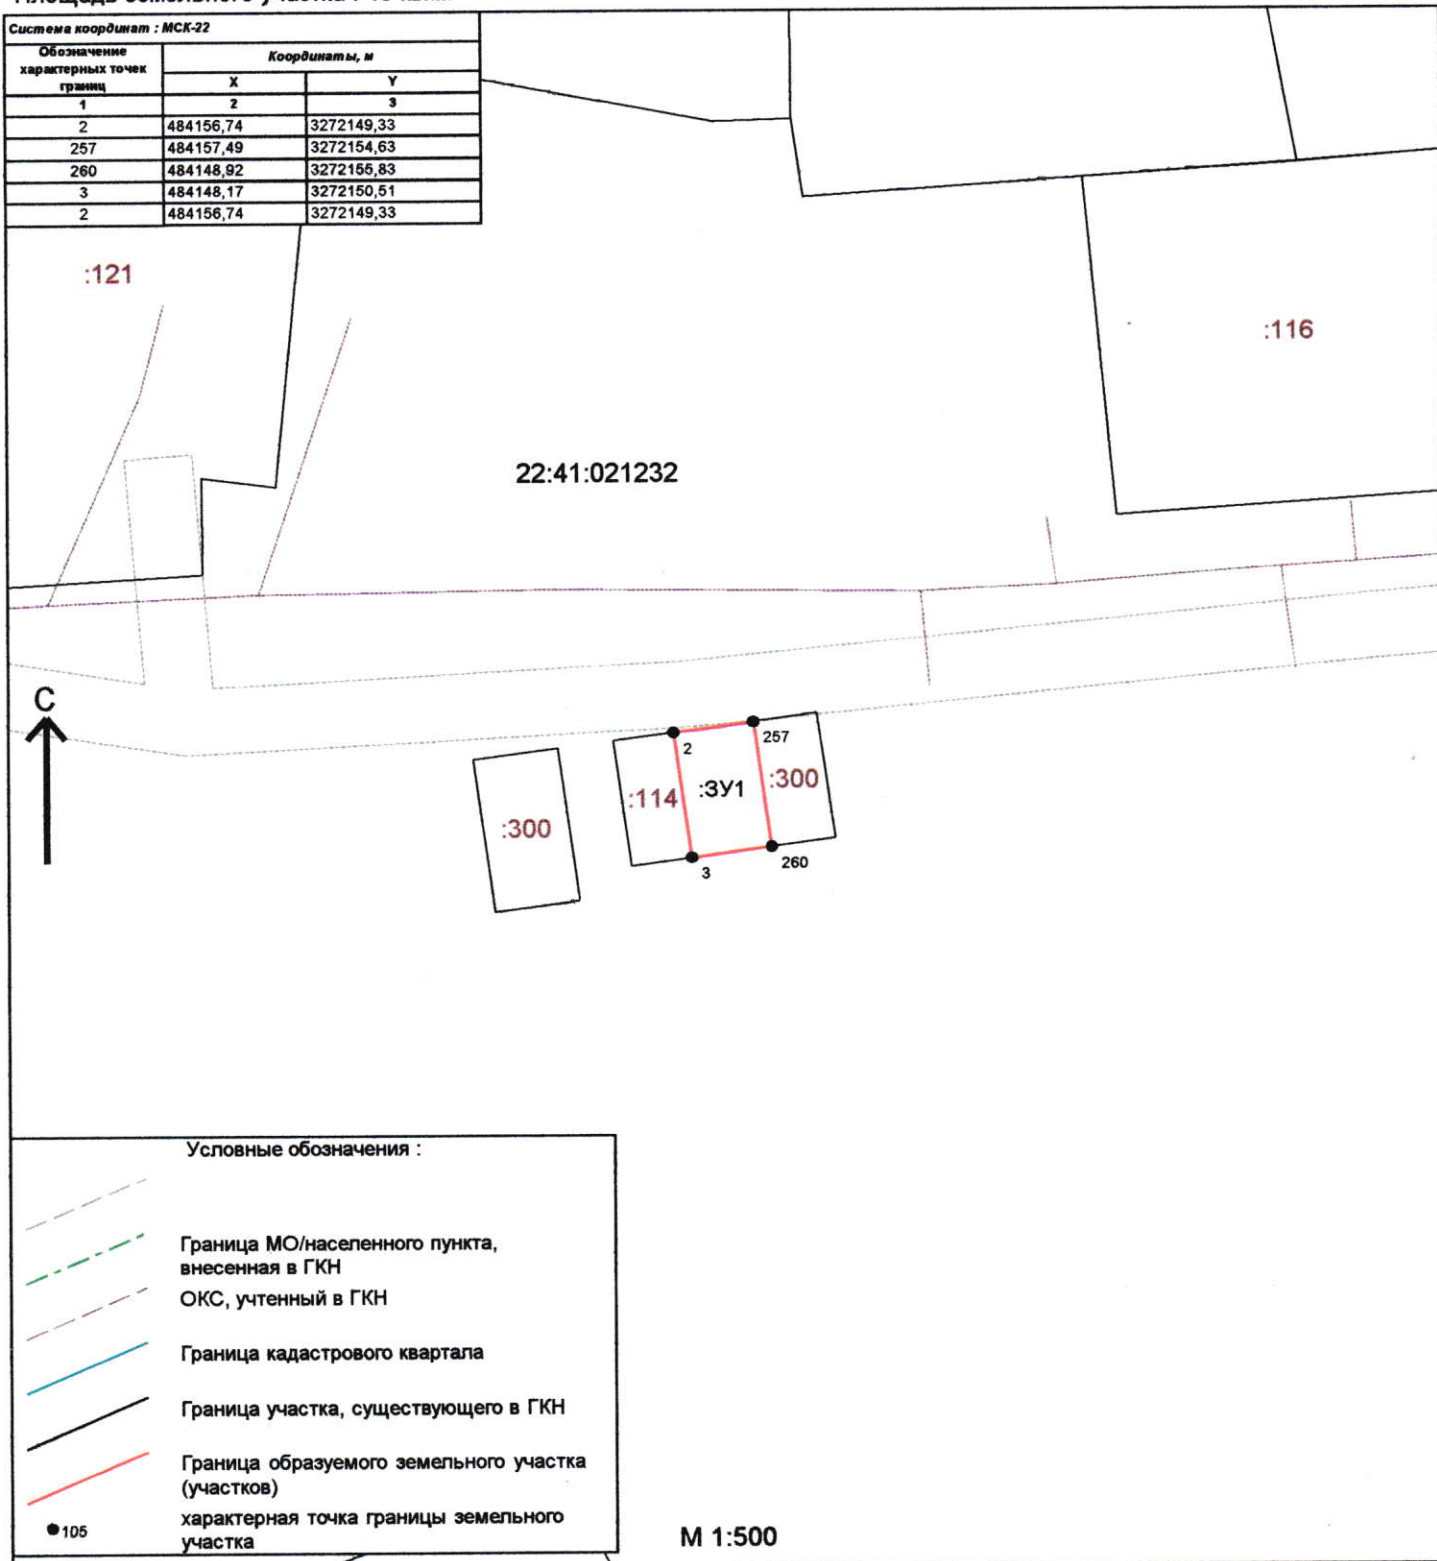 Система координат : МСК-22
Обозначение характерных точек границ
Координаты, м
X
Y
1 2 3
2 484156,74 3272149,33
257 484157,49 3272154,63
260 484148,92 3272155,83
3 484148,17 3272150,51
2 484156,74 3272149,33
:121
:116
22:41:021232
С
2
257
:114
:ЗУ1
:300
:300
3
260
Условные обозначения :
Граница МО/населенного пункта,
внесенная в ГКН
ОКС, учтенный в ГКН
Граница кадастрового квартала
Граница участка, существующего в ГКН
Граница образуемого земельного участка
(участков)
105
характерная точка границы земельного
участка
М 1:500